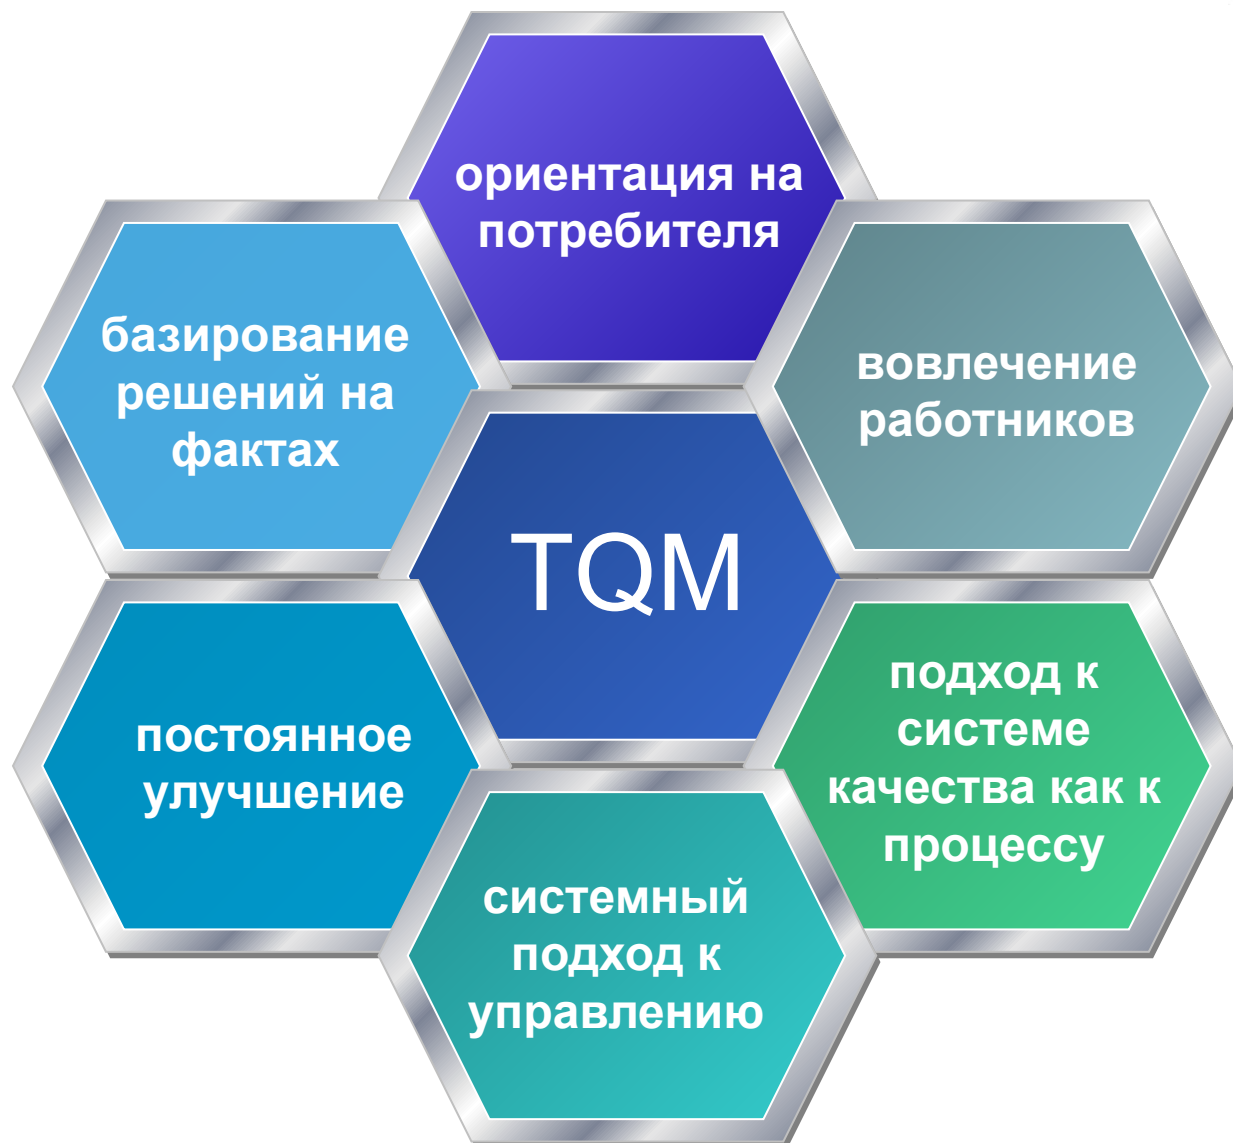 ориентация на
потребителя
базирование
решений на
фактах
вовлечение
работников
TQM
постоянное
улучшение
подход к
системе
качества как к
процессу
системный
подход к
управлению